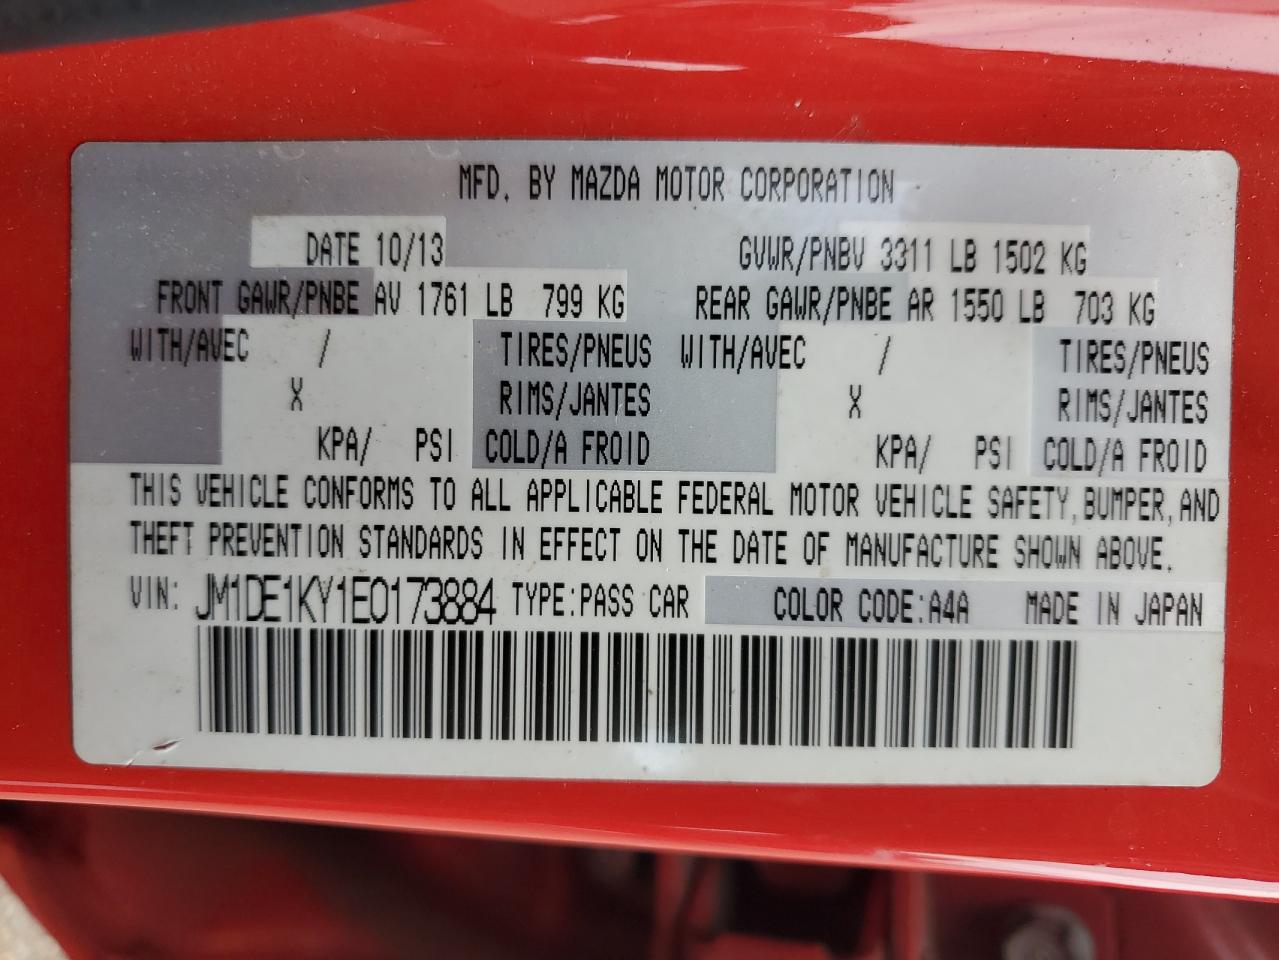 MFD. BY MAZDA MOTOR CORPORATION
DATE 10/13 GVWR/PNBV 3311 LB 1502 KG
FRONT GAWR/PNBE AV 1761 LB 799 KG REAR GAWR/PNBE AR 1550 LB 703 KG
WITH/AVEC / TIRES/PNEUS WITH/AVEC / TIRES/PNEUS
X RIMS/JANTES X RIMS/JANTES
KPA/ PSI COLD/A FROID KPA/ PSI COLD/A FROID
THIS VEHICLE CONFORMS TO ALL APPLICABLE FEDERAL MOTOR VEHICLE SAFETY, BUMPER, AND
THEFT PREVENTION STANDARDS IN EFFECT ON THE DATE OF MANUFACTURE SHOWN ABOVE.
VIN: JM1DE1KY1E0173884 TYPE:PASS CAR COLOR CODE:A4A MADE IN JAPAN